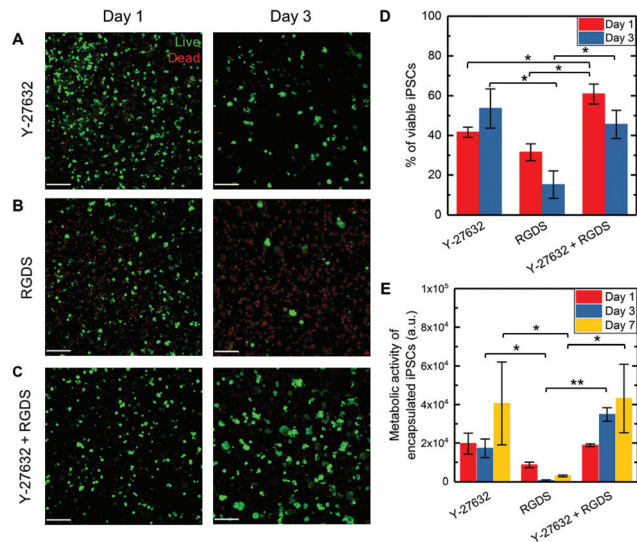 Day 1
Day 3
A
Live
Dead
Y-27632
B
RGDS
C
Y-27632 + RGDS
D
100
80
60
40
20
0
% of viable iPSCs
Day 1
Day 3
*
*
*
*
Y-27632
RGDS
Y-27632 + RGDS
E
1x10⁵
8x10⁴
6x10⁴
4x10⁴
2x10⁴
0
Metabolic activity of
encapsulated iPSCs (a.u.)
Day 1
Day 3
Day 7
*
*
*
**
Y-27632
RGDS
Y-27632 + RGDS